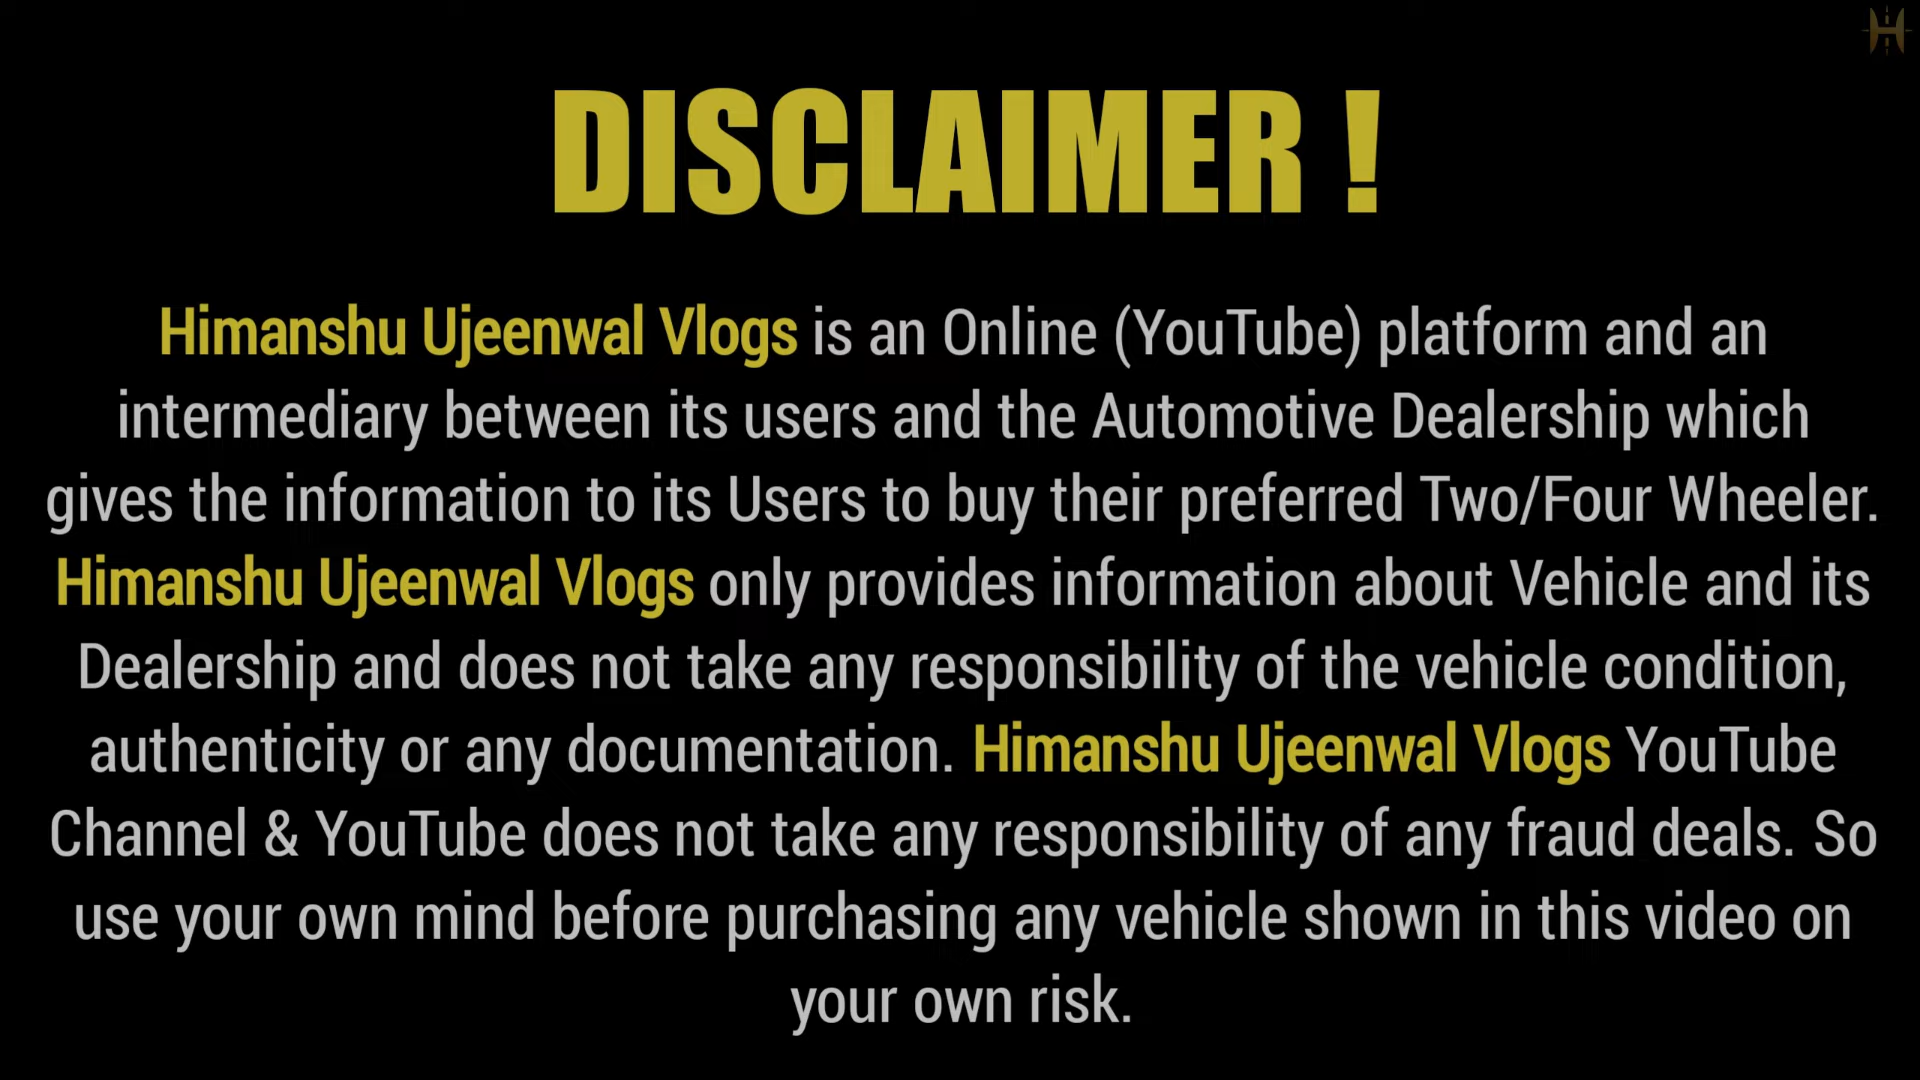 DISCLAIMER !
Himanshu Ujeenwal Vlogs is an Online (YouTube) platform and an
intermediary between its users and the Automotive Dealership which
gives the information to its Users to buy their preferred Two/Four Wheeler.
Himanshu Ujeenwal Vlogs only provides information about Vehicle and its
Dealership and does not take any responsibility of the vehicle condition,
authenticity or any documentation. Himanshu Ujeenwal Vlogs YouTube
Channel & YouTube does not take any responsibility of any fraud deals. So
use your own mind before purchasing any vehicle shown in this video on
your own risk.